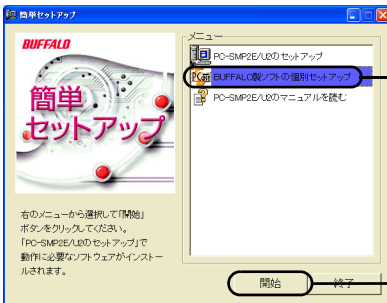 簡単セットアップ
BUFFALO
簡単
セットアップ
メニュー
PC-SMP2E/U2のセットアップ
BUFFALO製ソフトの個別セットアップ
PC-SMP2E/U2のマニュアルを読む
右のメニューから選択して「開始」
ボタンをクリックしてください。
「PC-SMP2E/U2のセットアップ」で
動作に必要なソフトウェアがインストー
ルされます。
開始
終了